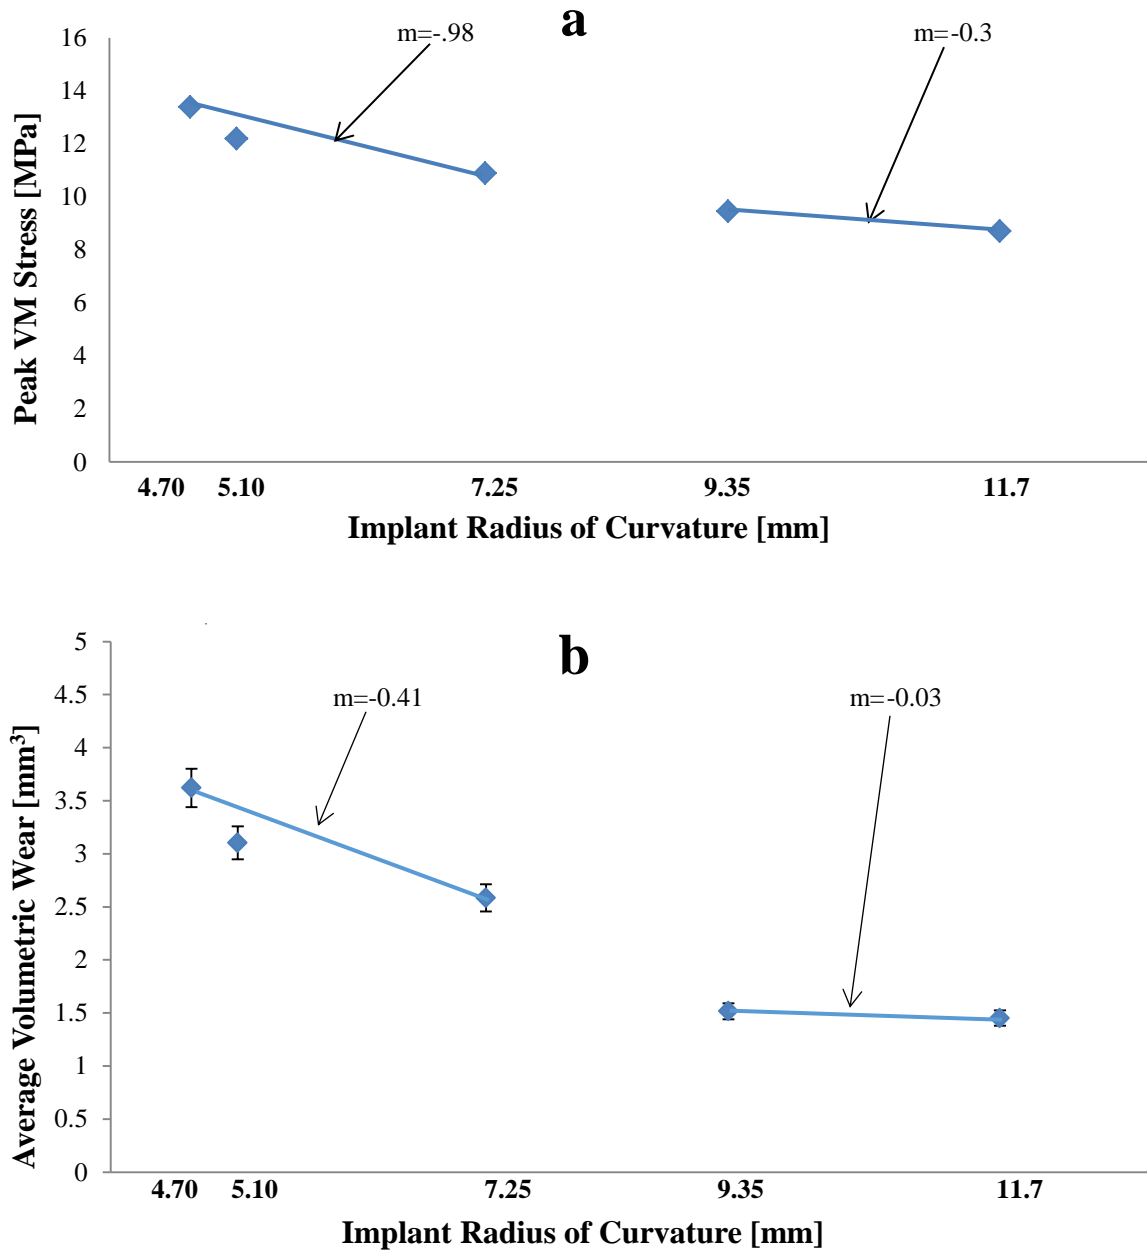 a
m=-.98
m=-0.3
Peak VM Stress [MPa]
16
14
12
10
8
6
4
2
0
4.70 5.10 7.25 9.35 11.7
Implant Radius of Curvature [mm]
b
m=-0.41
m=-0.03
Average Volumetric Wear [mm³]
5
4.5
4
3.5
3
2.5
2
1.5
1
0.5
0
4.70 5.10 7.25 9.35 11.7
Implant Radius of Curvature [mm]